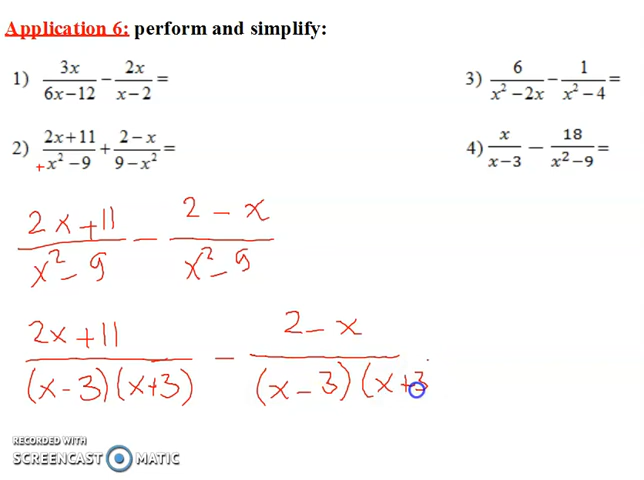 Application 6: perform and simplify:
1) 3x/(6x−12) − 2x/(x−2) =
3) 6/(x²−2x) − 1/(x²−4) =
2) (2x+11)/(+x²−9) + (2−x)/(9−x²) =
4) x/(x−3) − 18/(x²−9) =
(2x+11)/(x²−9) − (2−x)/(x²−9)
(2x+11)/((x−3)(x+3)) − (2−x)/((x−3)(x+3
RECORDED WITH
SCREENCAST MATIC